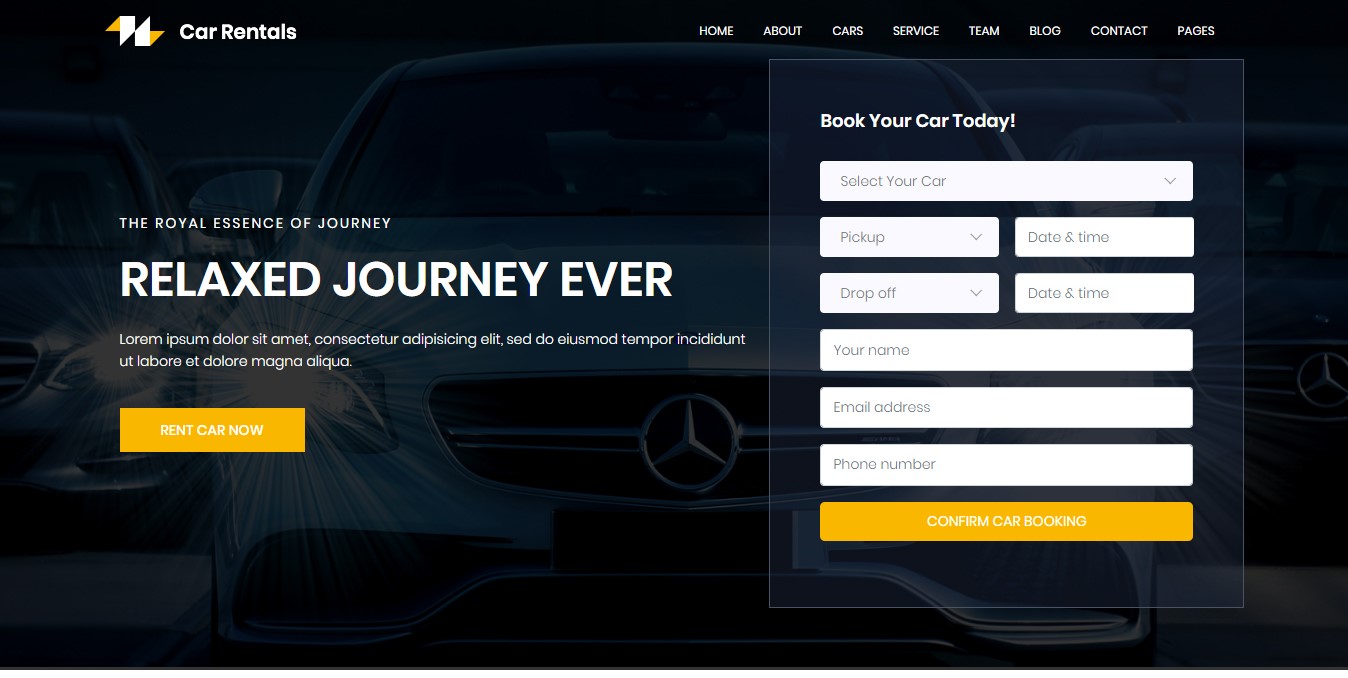 Car Rentals
HOME ABOUT CARS SERVICE TEAM BLOG CONTACT PAGES
THE ROYAL ESSENCE OF JOURNEY
RELAXED JOURNEY EVER
Lorem ipsum dolor sit amet, consectetur adipisicing elit, sed do eiusmod tempor incididunt
ut labore et dolore magna aliqua.
RENT CAR NOW
Book Your Car Today!
Select Your Car
Pickup Date & time
Drop off Date & time
Your name
Email address
Phone number
CONFIRM CAR BOOKING